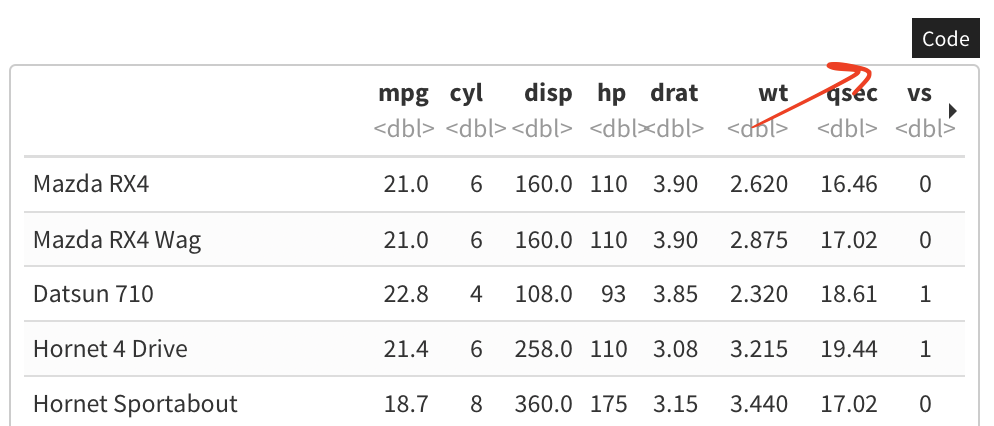 Code
mpg cyl disp hp drat wt qsec vs
<dbl> <dbl> <dbl> <dbl> <dbl> <dbl> <dbl> <dbl>
Mazda RX4 21.0 6 160.0 110 3.90 2.620 16.46 0
Mazda RX4 Wag 21.0 6 160.0 110 3.90 2.875 17.02 0
Datsun 710 22.8 4 108.0 93 3.85 2.320 18.61 1
Hornet 4 Drive 21.4 6 258.0 110 3.08 3.215 19.44 1
Hornet Sportabout 18.7 8 360.0 175 3.15 3.440 17.02 0